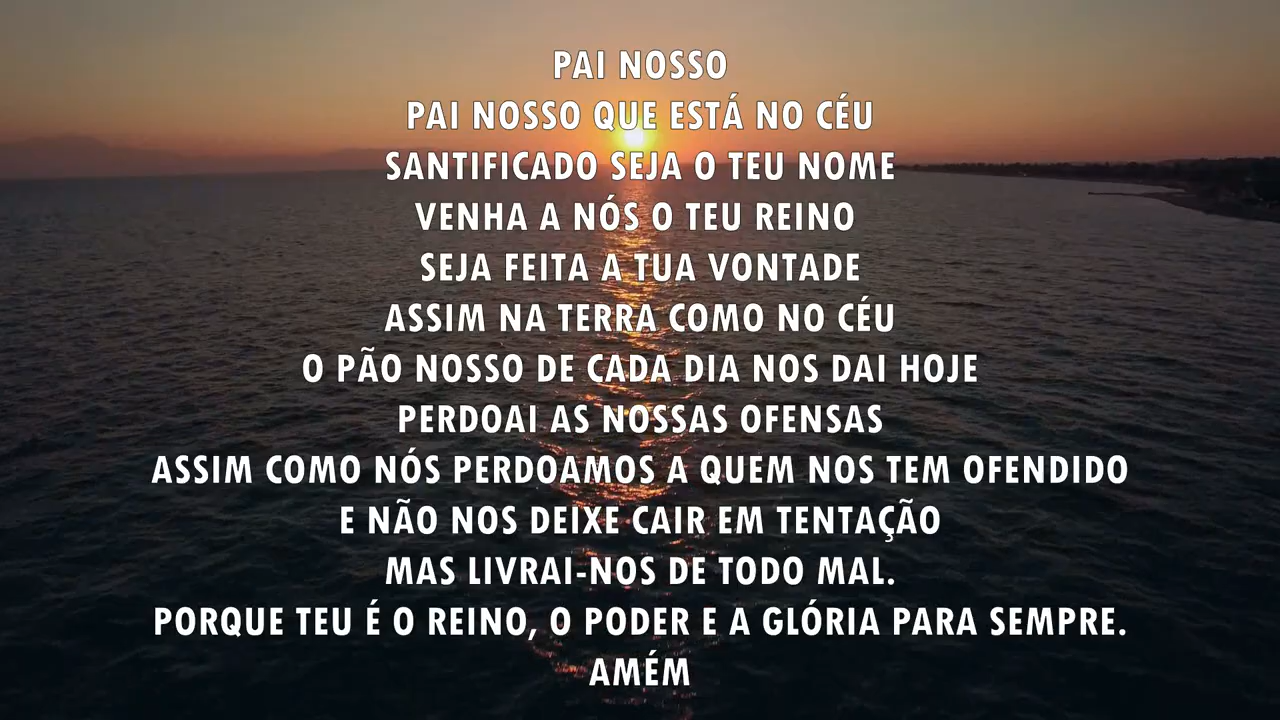 PAI NOSSO
PAI NOSSO QUE ESTÁ NO CÉU
SANTIFICADO SEJA O TEU NOME
VENHA A NÓS O TEU REINO
SEJA FEITA A TUA VONTADE
ASSIM NA TERRA COMO NO CÉU
O PÃO NOSSO DE CADA DIA NOS DAI HOJE
PERDOAI AS NOSSAS OFENSAS
ASSIM COMO NÓS PERDOAMOS A QUEM NOS TEM OFENDIDO
E NÃO NOS DEIXE CAIR EM TENTAÇÃO
MAS LIVRAI-NOS DE TODO MAL.
PORQUE TEU É O REINO, O PODER E A GLÓRIA PARA SEMPRE.
AMÉM